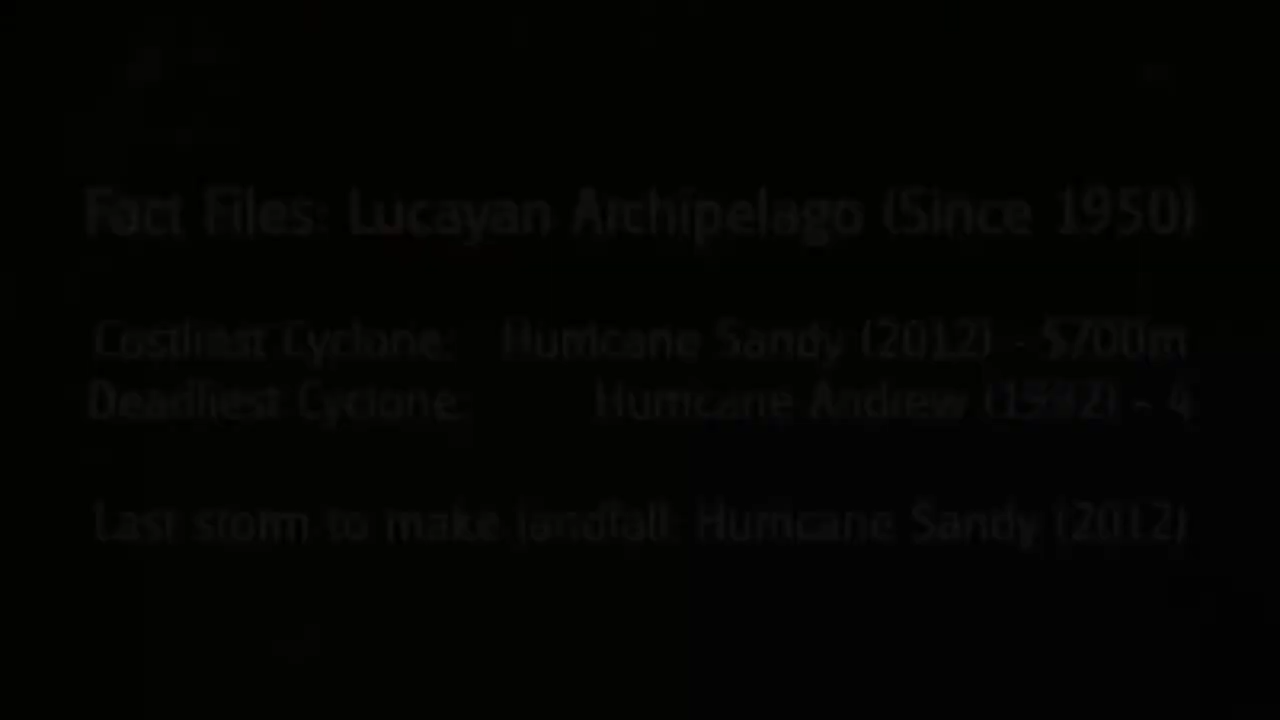 Fact Files: Lucayan Archipelago (Since 1950)
Costliest Cyclone: Hurricane Sandy (2012) - $700m
Deadliest Cyclone: Hurricane Andrew (1992) - 4
Last storm to make landfall: Hurricane Sandy (2012)